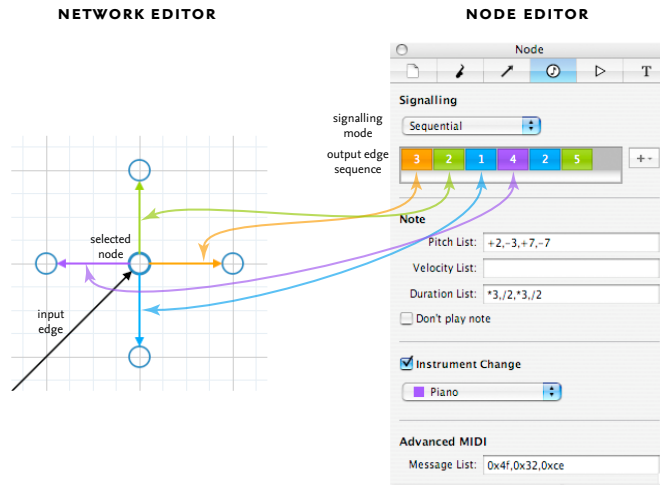 NETWORK EDITOR
NODE EDITOR
Node
T
Signalling
signalling
mode
Sequential
output edge
sequence
3 2 1 4 2 5
+ -
Note
Pitch List: +2,-3,+7,-7
Velocity List:
Duration List: *3,/2,*3,/2
Don't play note
Instrument Change
Piano
Advanced MIDI
Message List: 0x4f,0x32,0xce
selected
node
input
edge